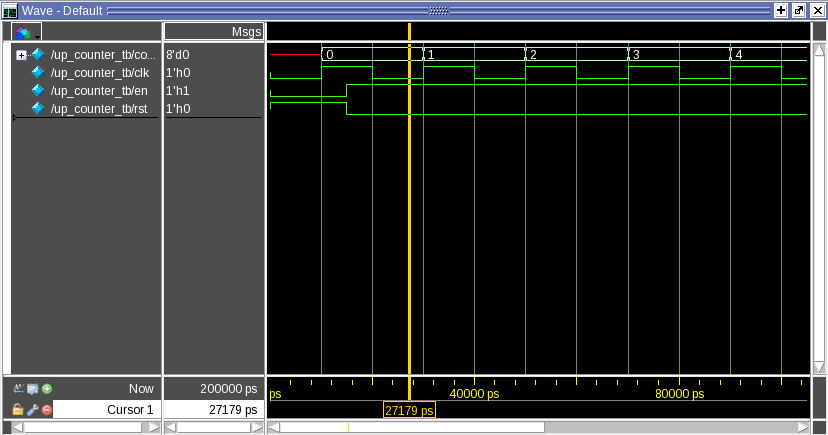 Wave - Default
Msgs
/up_counter_tb/co... 8'd0 0 1 2 3 4
/up_counter_tb/clk 1'h0
/up_counter_tb/en 1'h1
/up_counter_tb/rst 1'h0
Now 200000 ps ps 40000 ps 80000 ps
Cursor 1 27179 ps 27179 ps